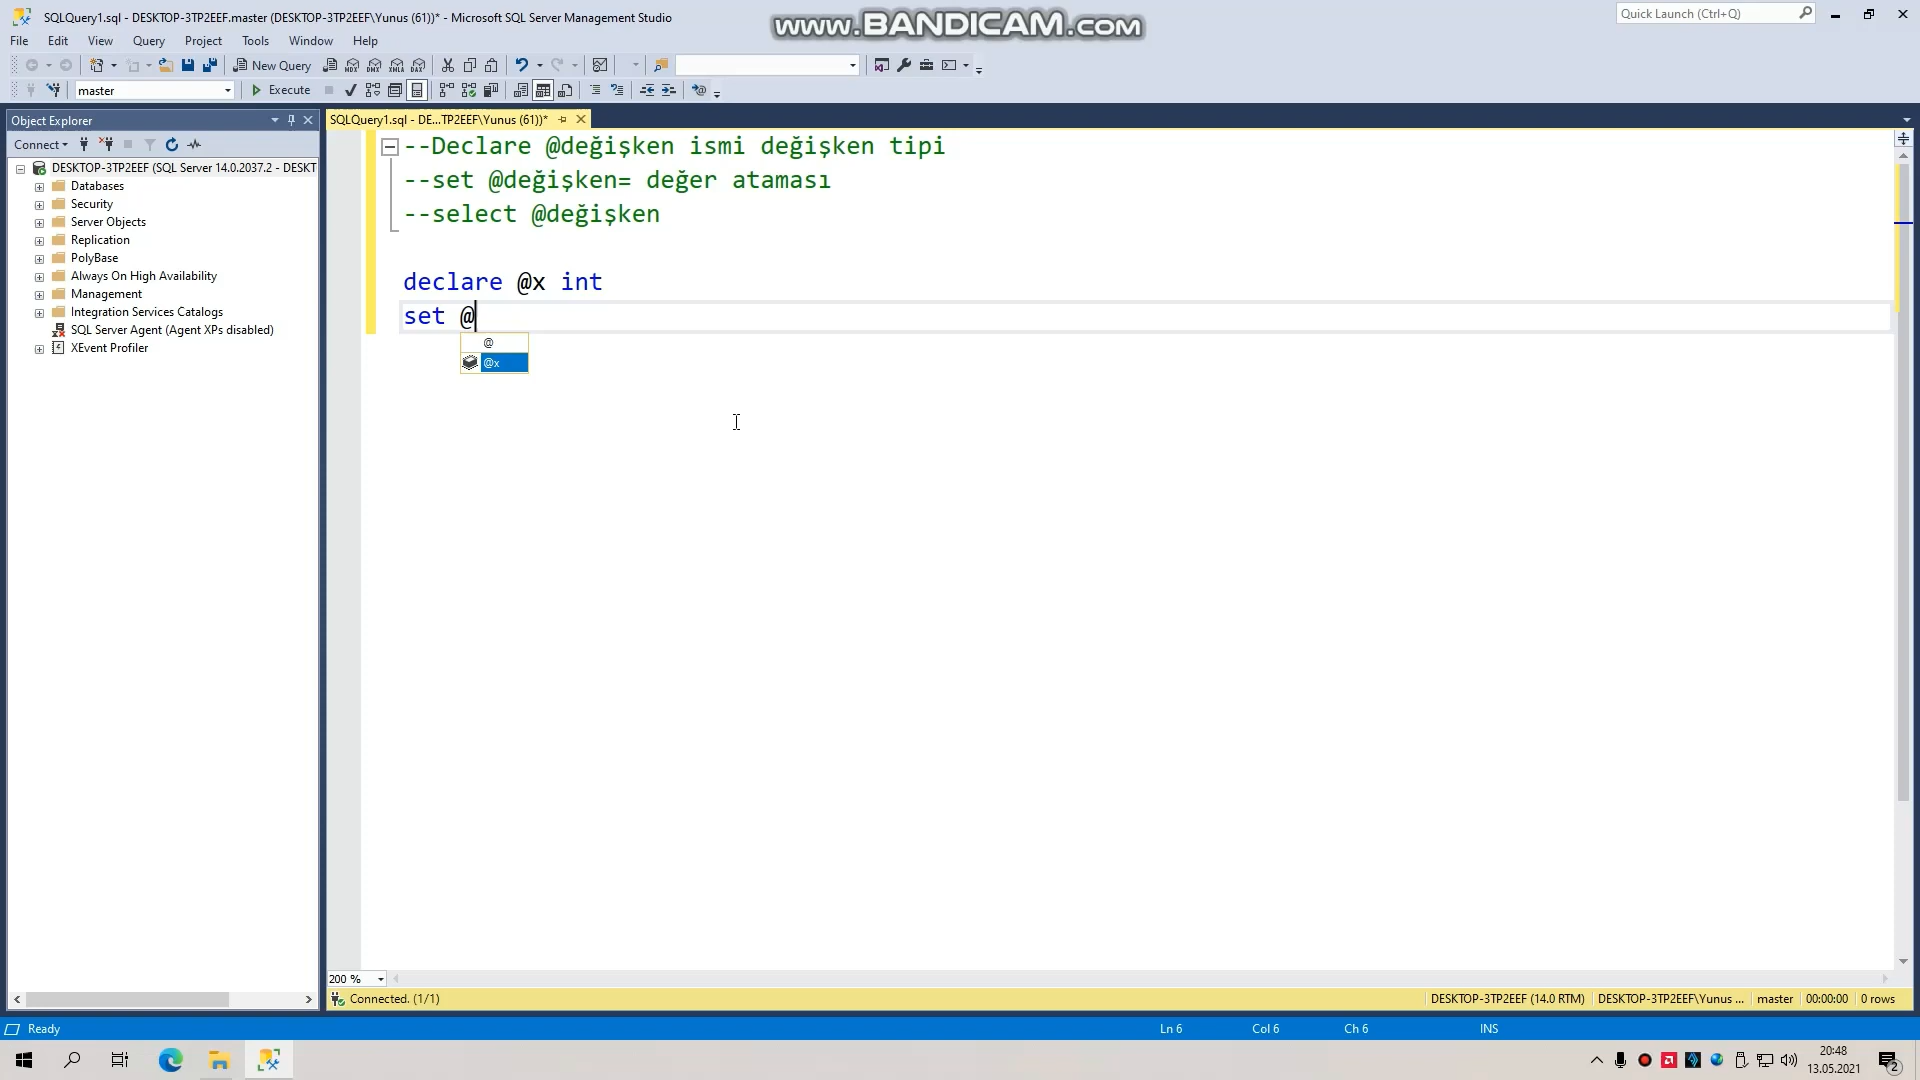 SQLQuery1.sql - DESKTOP-3TP2EEF.master (DESKTOP-3TP2EEF\Yunus (61))* - Microsoft SQL Server Management Studio
www.BANDICAM.com
Quick Launch (Ctrl+Q)
File Edit View Query Project Tools Window Help
New Query
master
Execute
Object Explorer
SQLQuery1.sql - DE...TP2EEF\Yunus (61))*
Connect
DESKTOP-3TP2EEF (SQL Server 14.0.2037.2 - DESKT
Databases
Security
Server Objects
Replication
PolyBase
Always On High Availability
Management
Integration Services Catalogs
SQL Server Agent (Agent XPs disabled)
XEvent Profiler
--Declare @değişken ismi değişken tipi
--set @değişken= değer ataması
--select @değişken
declare @x int
set @
@
@x
200 %
Connected. (1/1)
DESKTOP-3TP2EEF (14.0 RTM)
DESKTOP-3TP2EEF\Yunus ...
master
00:00:00
0 rows
Ready
Ln 6
Col 6
Ch 6
INS
20:48
13.05.2021
2